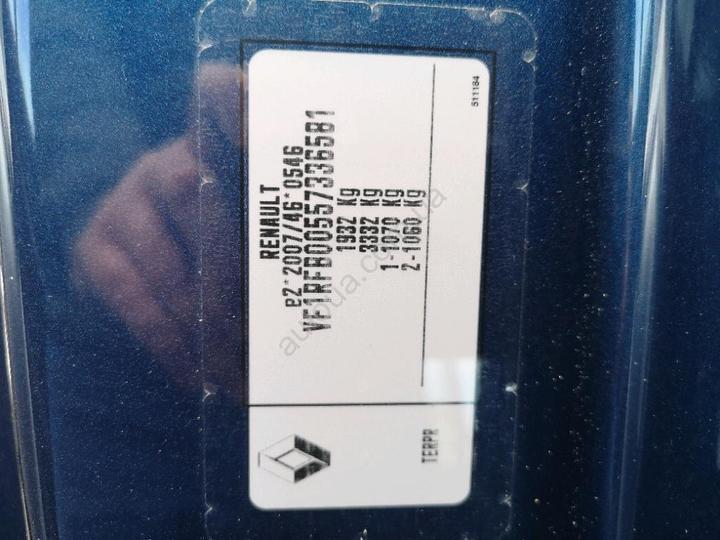 RENAULT
e2*2007/46*0546
VF1RFB00557336581
1932 Kg
3332 Kg
1-1070 Kg
2-1060 Kg
511184
TERPR